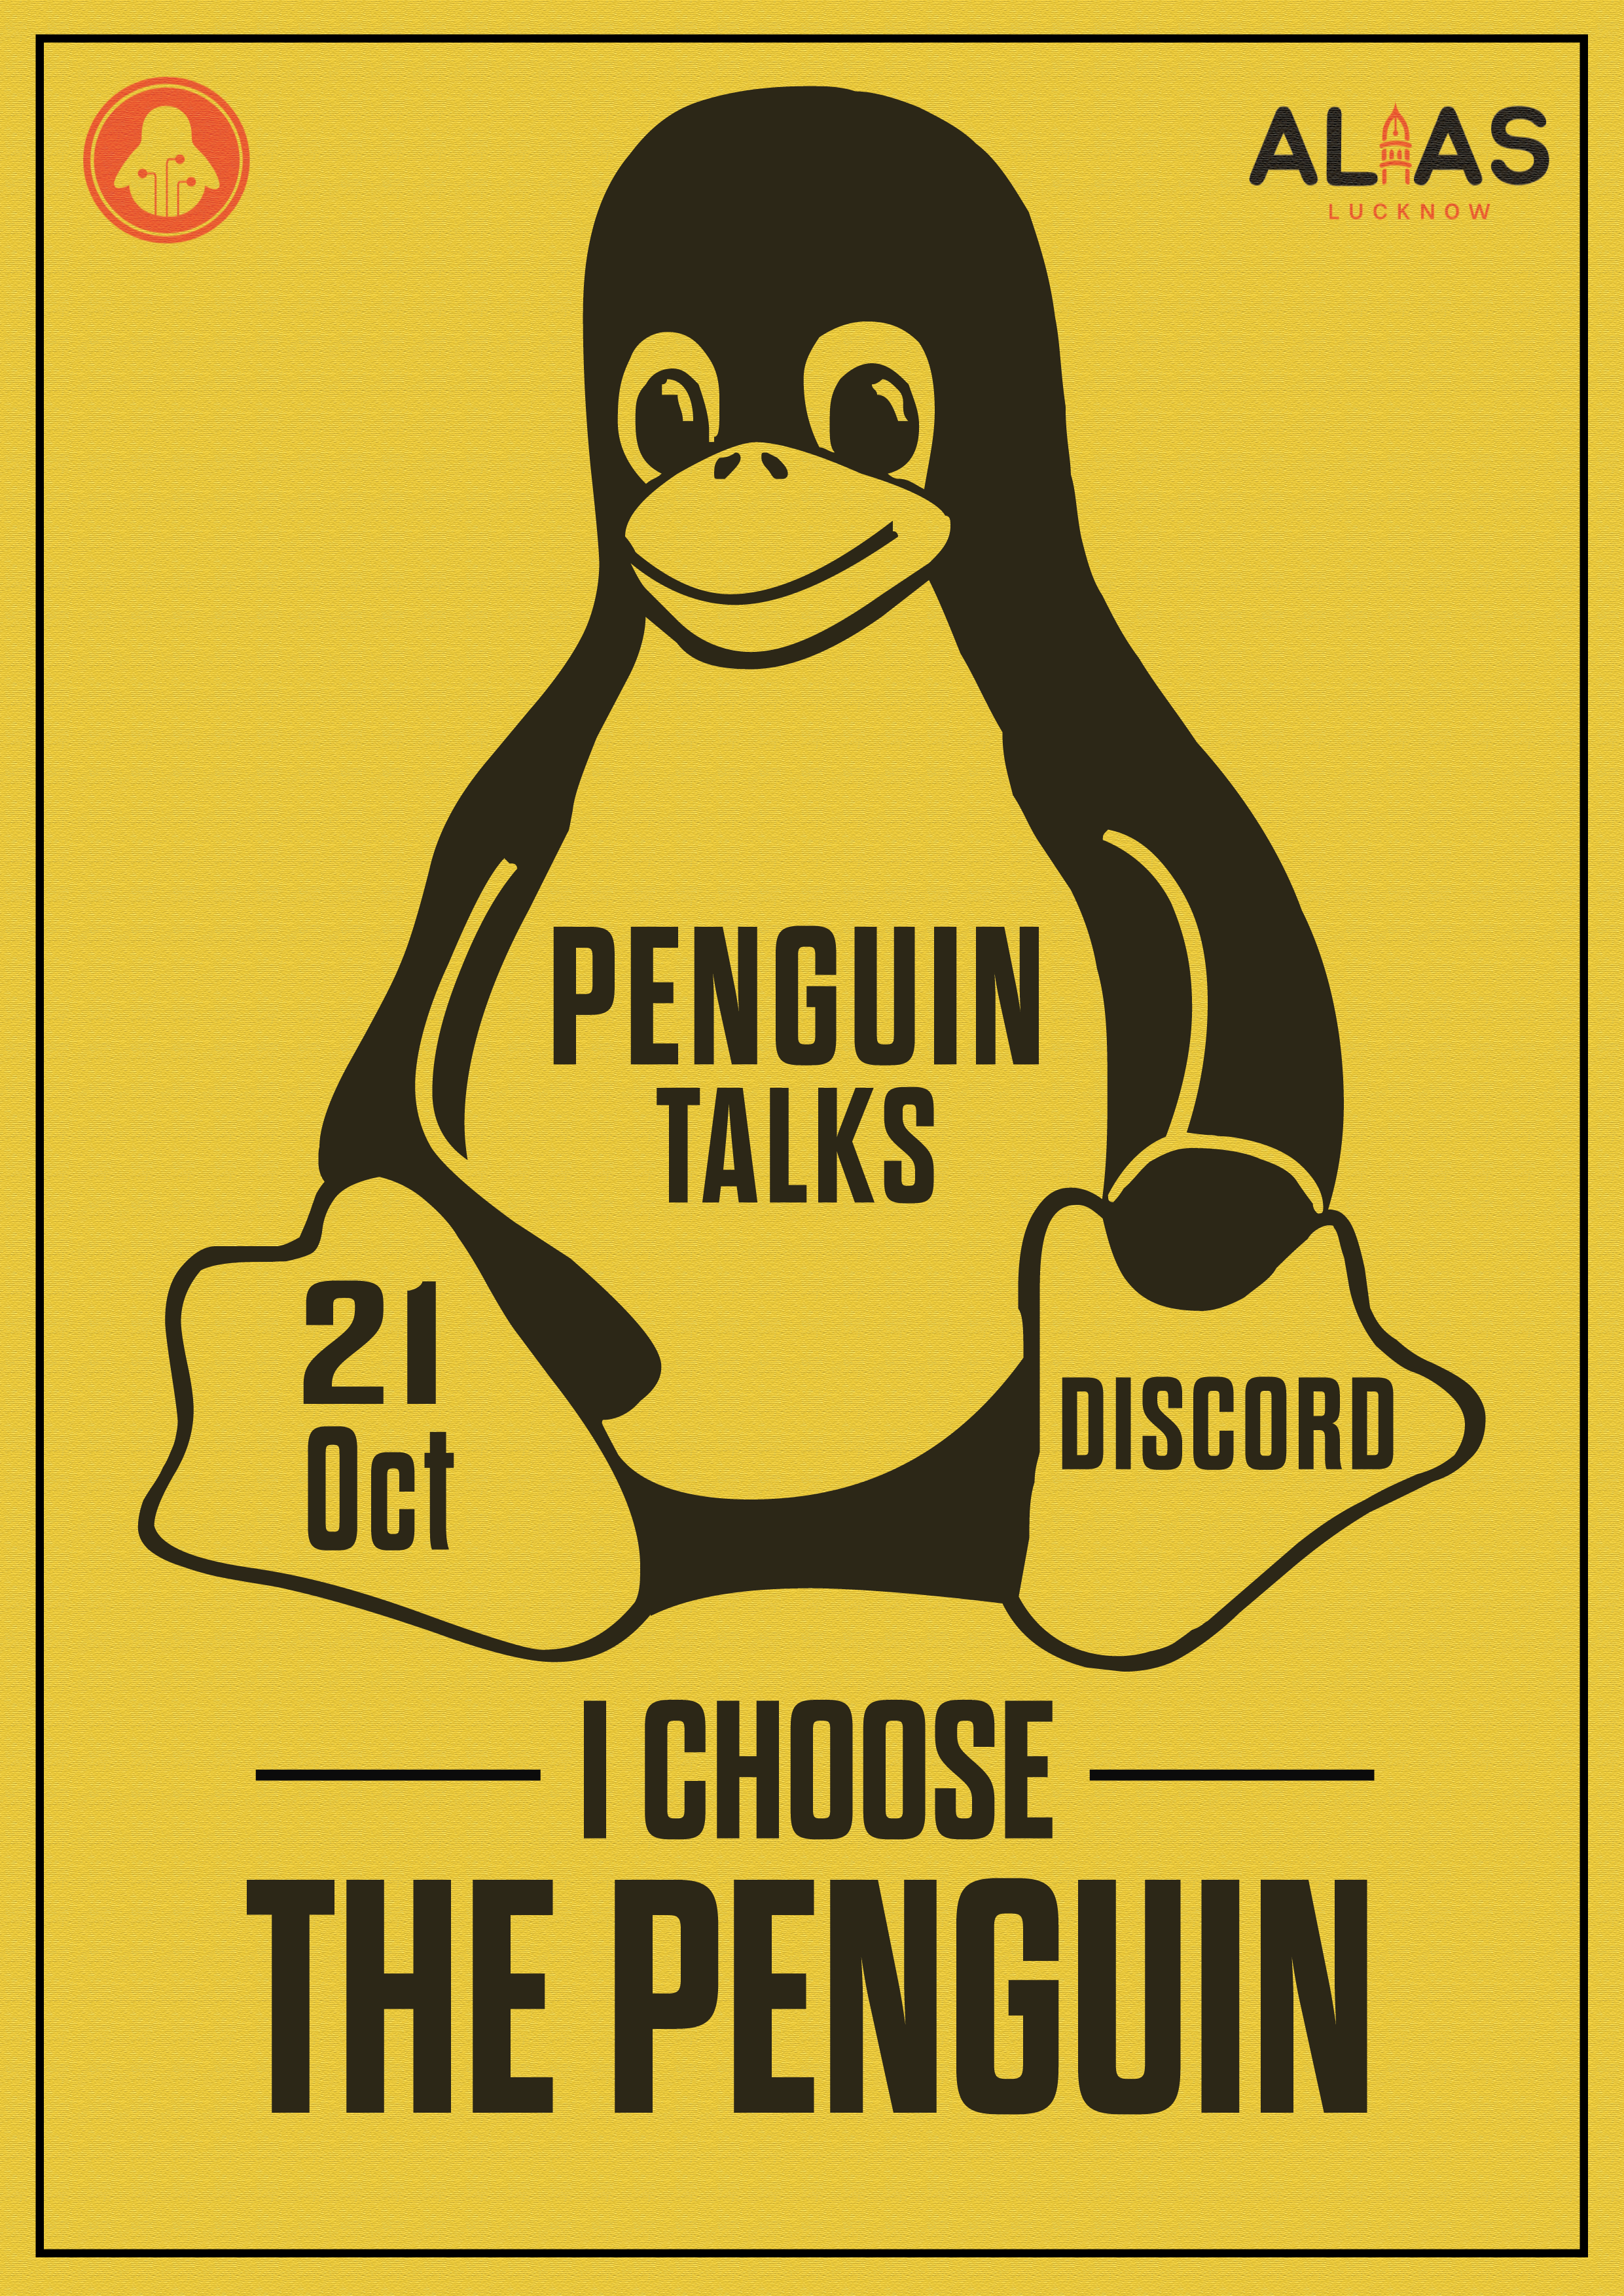 ALIAS
LUCKNOW
PENGUIN
TALKS
21
Oct
DISCORD
I CHOOSE
THE PENGUIN